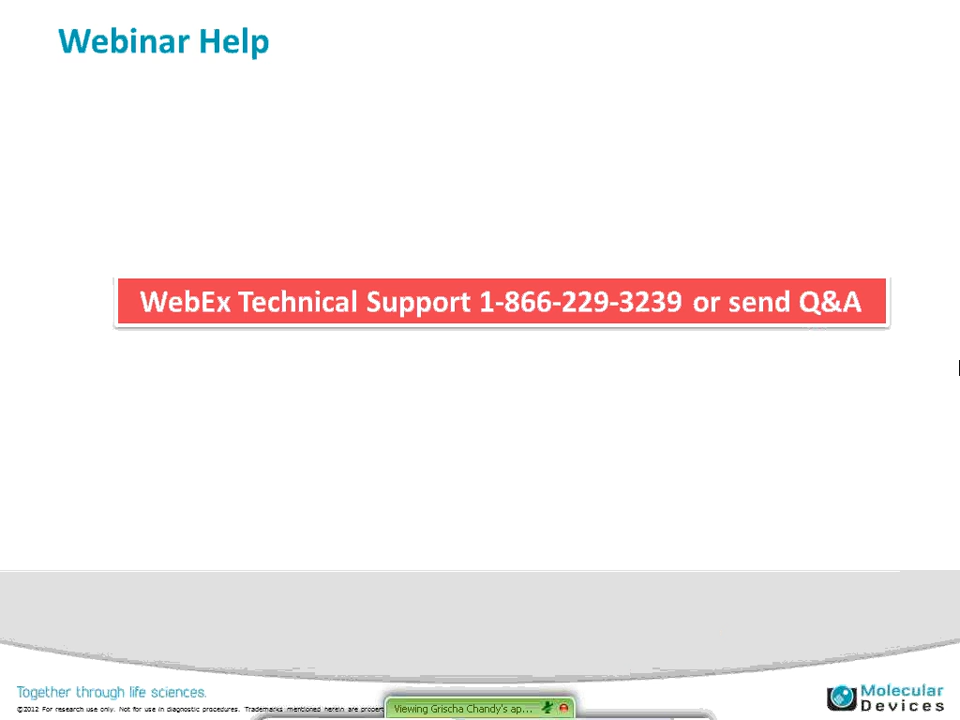 Webinar Help
WebEx Technical Support 1-866-229-3239 or send Q&A
Together through life sciences.
©2012 For research use only. Not for use in diagnostic procedures. Trademarks mentioned herein are propert
Viewing Grischa Chandy's ap...
Molecular
Devices